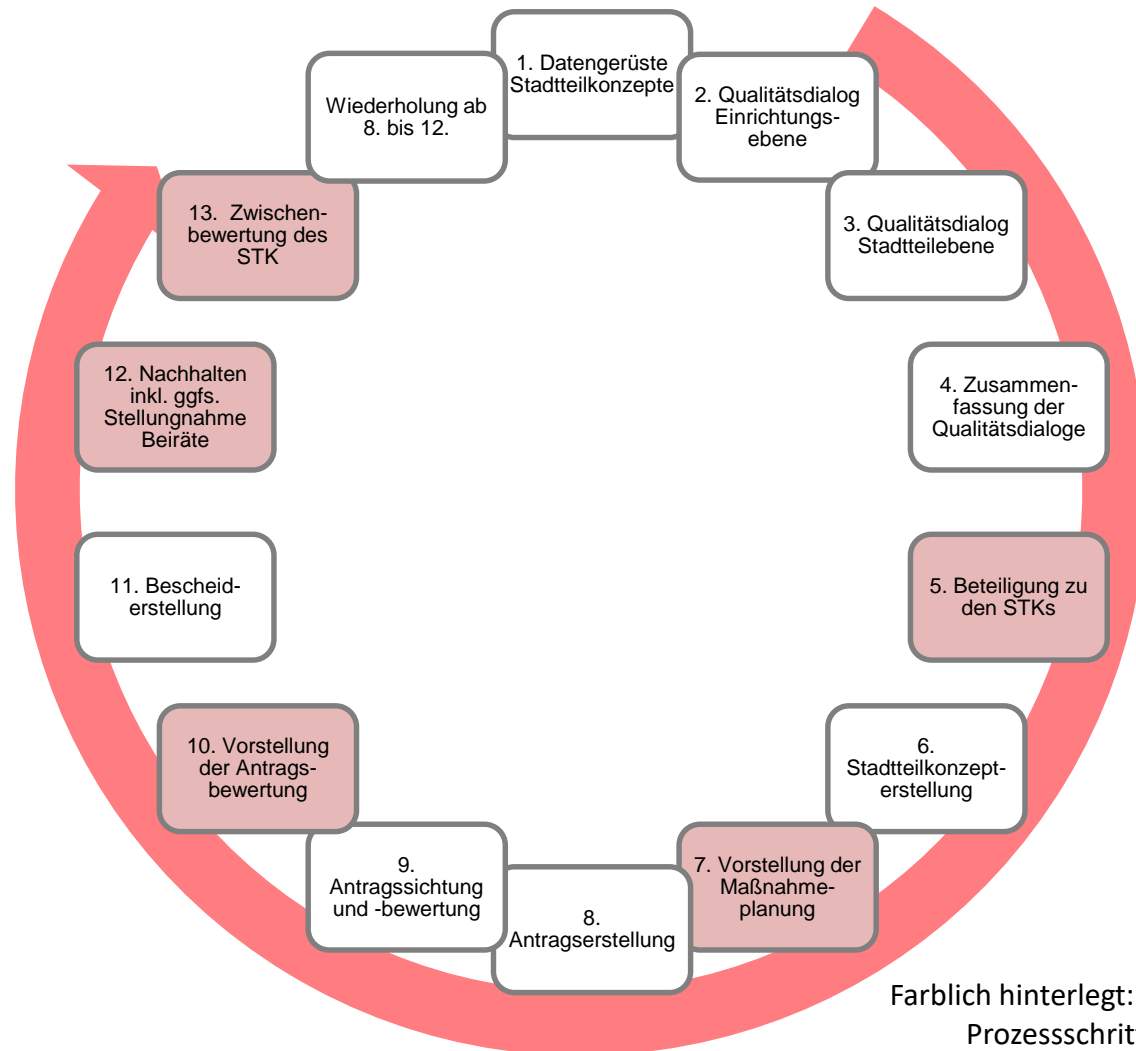 1. Datengerüste
Stadtteilkonzepte
2. Qualitätsdialog
Einrichtungs-
ebene
3. Qualitätsdialog
Stadtteilebene
4. Zusammen-
fassung der
Qualitätsdialoge
5. Beteiligung zu
den STKs
6.
Stadtteilkonzept-
erstellung
7. Vorstellung der
Maßnahme-
planung
8.
Antragserstellung
9.
Antragssichtung
und -bewertung
10. Vorstellung
der Antrags-
bewertung
11. Bescheid-
erstellung
12. Nachhalten
inkl. ggfs.
Stellungnahme
Beiräte
13. Zwischen-
bewertung des
STK
Wiederholung ab
8. bis 12.
Farblich hinterlegt:
Prozessschritt